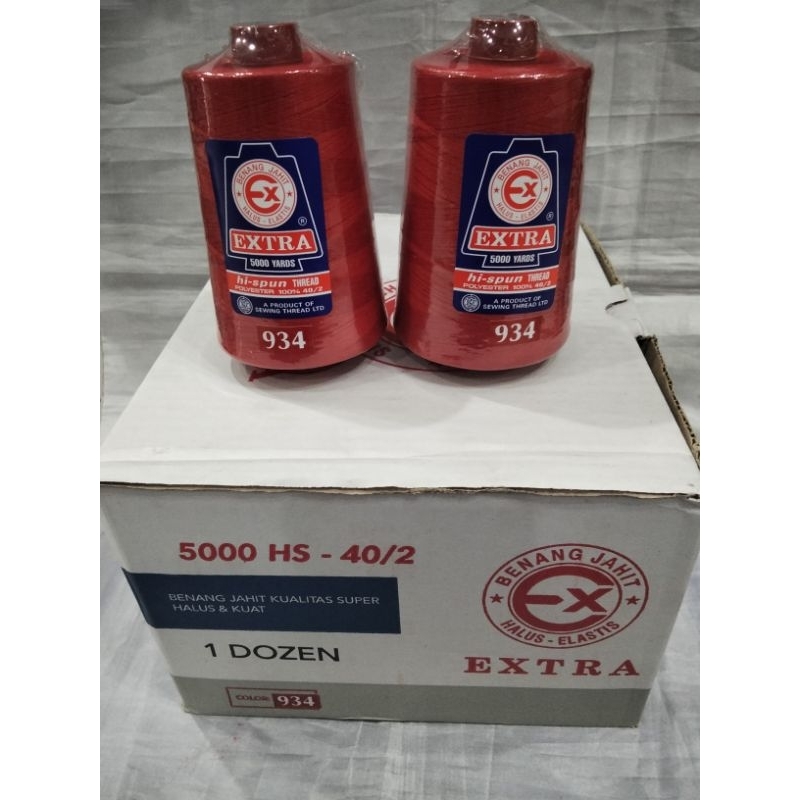 BENANG JAHIT
EX
HALUS - ELASTIS
®
EXTRA
5000 YARDS
hi-spun THREAD
POLYESTER 100% 40/2
A PRODUCT OF
SEWING THREAD LTD
934
BENANG JAHIT
EX
HALUS - ELASTIS
®
EXTRA
5000 YARDS
hi-spun THREAD
POLYESTER 100% 40/2
A PRODUCT OF
SEWING THREAD LTD
934
5000 HS - 40/2
BENANG JAHIT KUALITAS SUPER
HALUS & KUAT
1 DOZEN
COLOR 934
BENANG JAHIT
EX
HALUS - ELASTIS
EXTRA